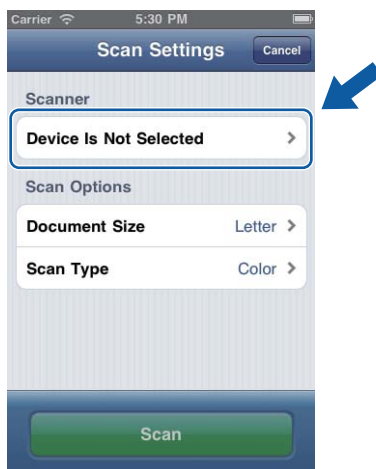 Carrier 5:30 PM
Scan Settings Cancel
Scanner
Device Is Not Selected
Scan Options
Document Size Letter
Scan Type Color
Scan